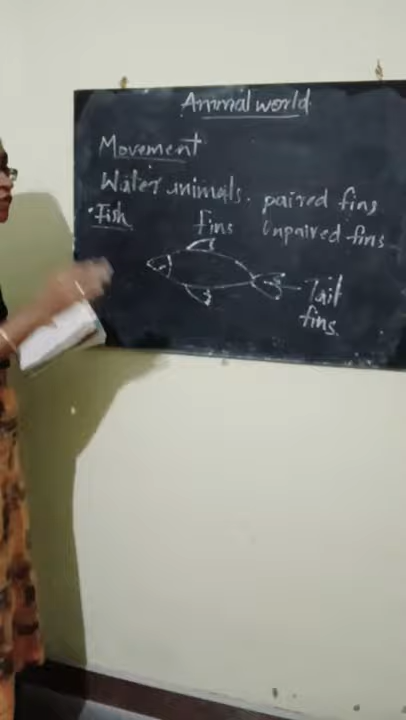 Animal world
Movement
Water animals. paired fins
Fish fins Unpaired fins
Tail
fins